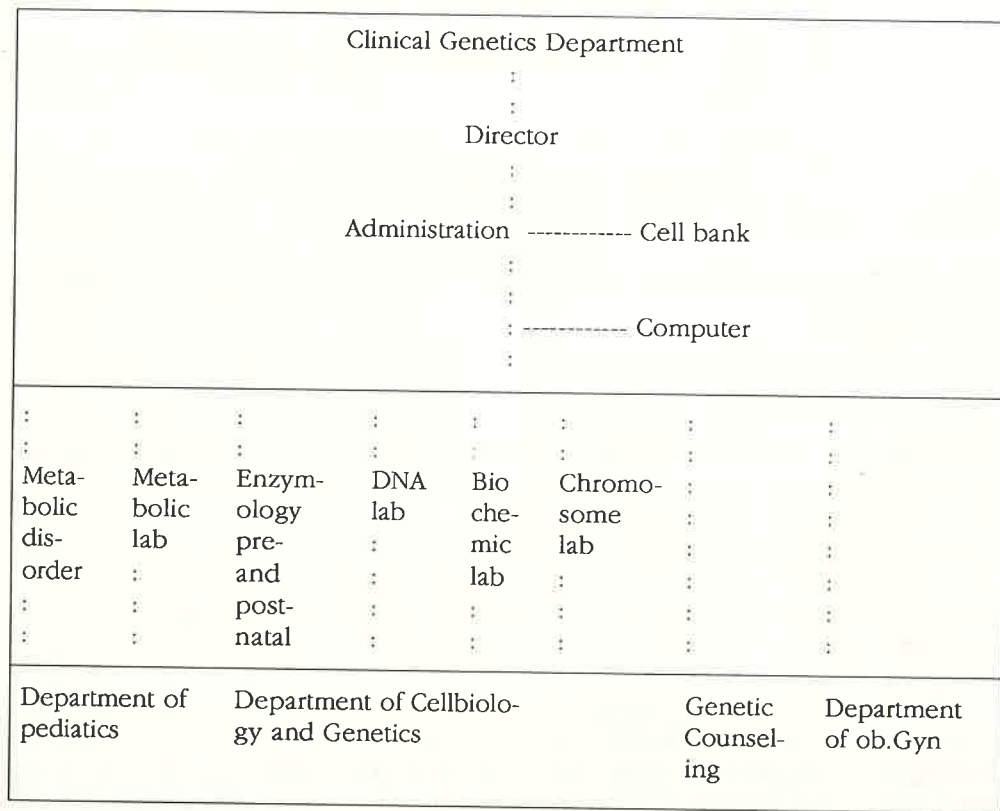 Clinical Genetics Department
:
:
Director
:
:
Administration ------------ Cell bank
:
:
: ------------ Computer
:
: : : : : : : :
: : : : : : : :
Meta- Meta- Enzym- DNA Bio Chromo- : :
bolic bolic ology lab che- some : :
dis- lab pre- : mic lab : :
order : and : lab : : :
: : post- : : : : :
: : natal : : : : :
Department of Department of Cellbiolo- Genetic Department
pediatics gy and Genetics Counsel- of ob.Gyn
ing